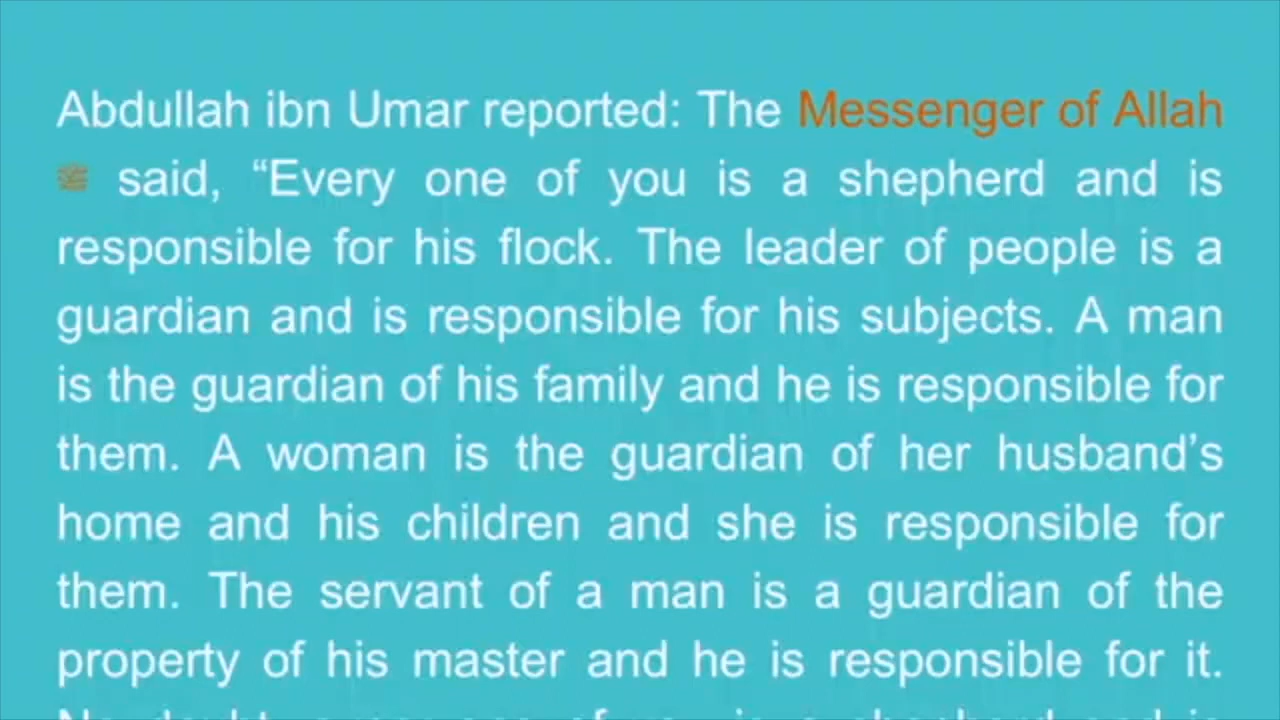 Abdullah ibn Umar reported: The Messenger of Allah
ﷺ said, “Every one of you is a shepherd and is
responsible for his flock. The leader of people is a
guardian and is responsible for his subjects. A man
is the guardian of his family and he is responsible for
them. A woman is the guardian of her husband’s
home and his children and she is responsible for
them. The servant of a man is a guardian of the
property of his master and he is responsible for it.